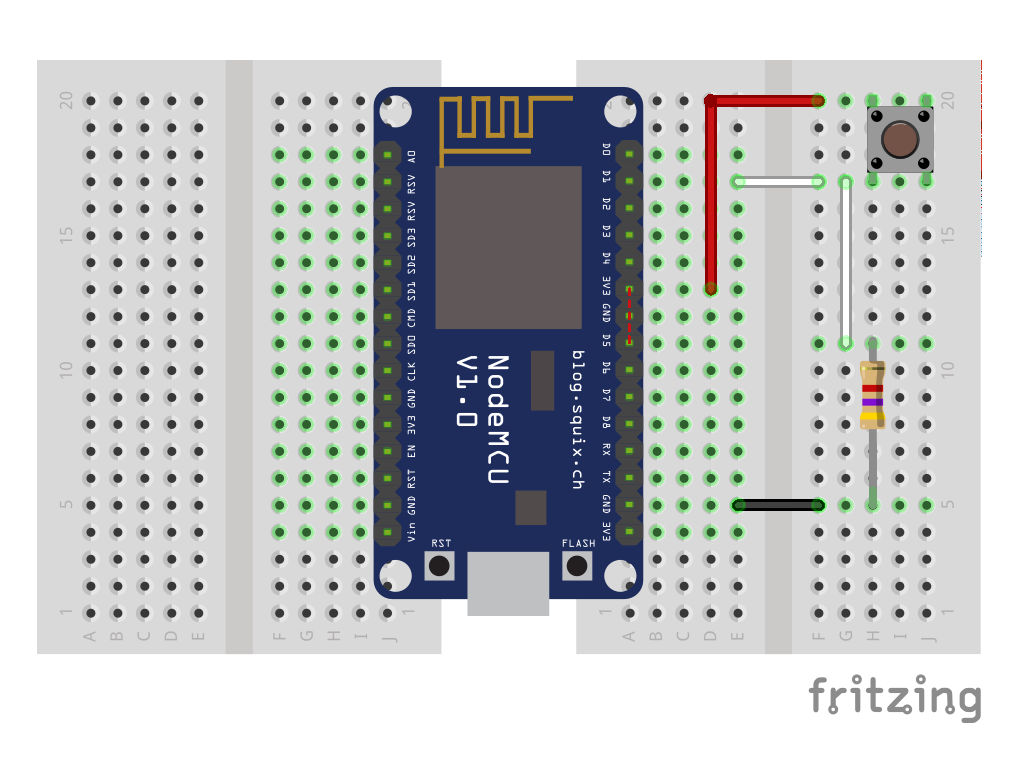 20
20
15
15
10
10
5
5
1
1
1
1
A B C D E
F G H I J
A B C D E
F G H I J
A0
RSV
RSV
SD3
SD2
SD1
CMD
SD0
CLK
GND
3V3
EN
RST
GND
Vin
D0
D1
D2
D3
D4
3V3
GND
D5
D6
D7
D8
RX
TX
GND
3V3
NodeMCU
V1.0
blog.squix.ch
RST
FLASH
fritzing